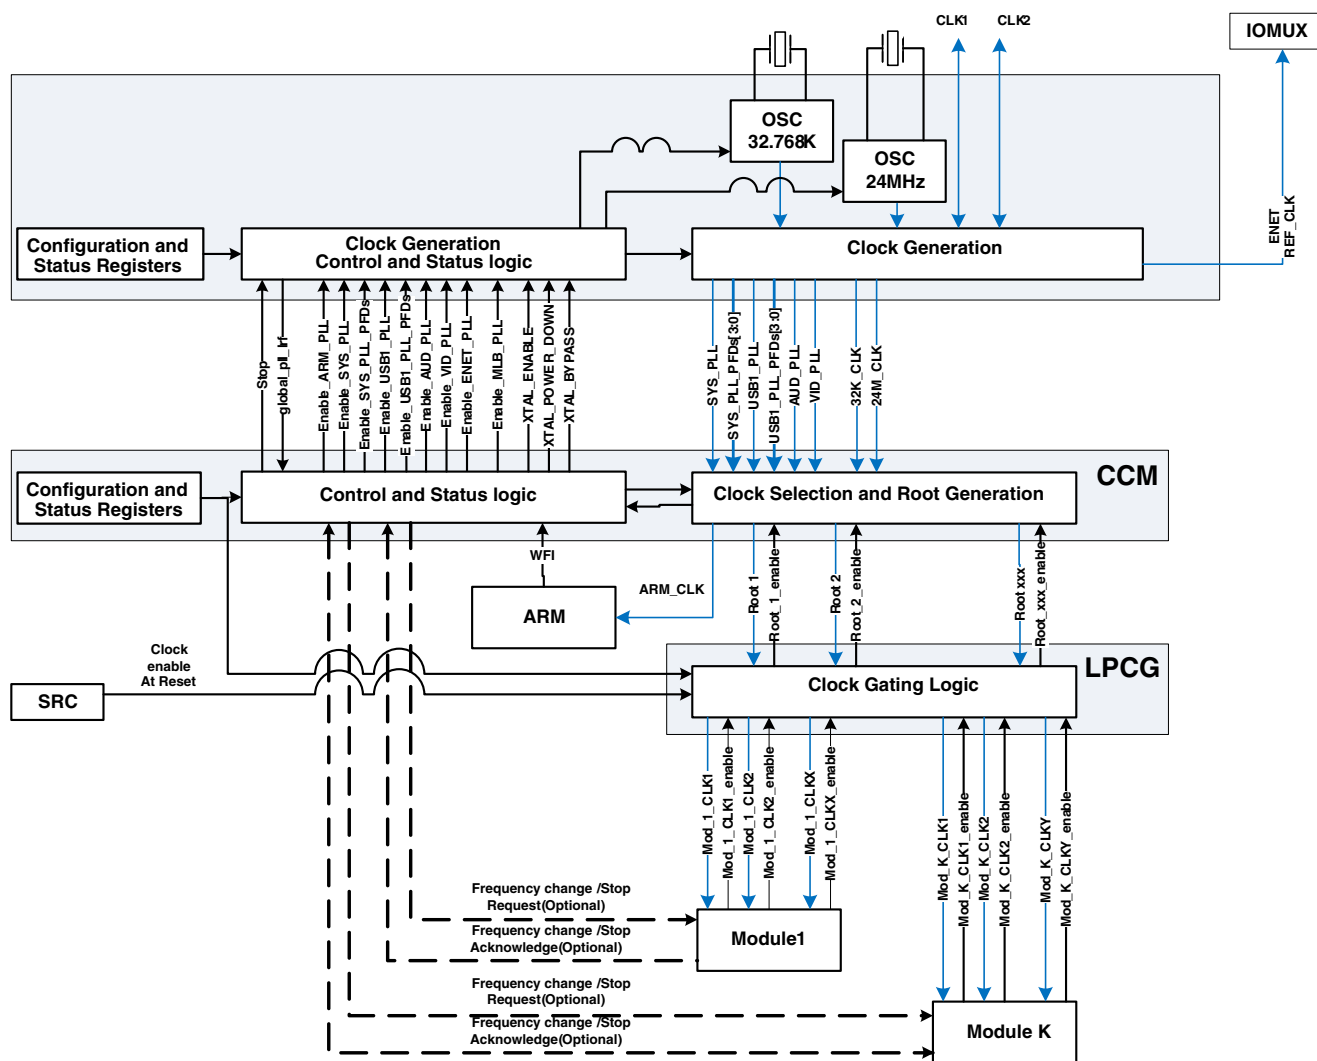 CLK1
CLK2
IOMUX
OSC
32.768K
OSC
24MHz
ENET
REF_CLK
Configuration and
Status Registers
Clock Generation
Control and Status logic
Clock Generation
Stop
global_pll_lrf
Enable_ARM_PLL
Enable_SYS_PLL
Enable_SYS_PLL_PFDs
Enable_USB1_PLL
Enable_USB1_PLL_PFDs
Enable_AUD_PLL
Enable_VID_PLL
Enable_ENET_PLL
Enable_MLB_PLL
XTAL_ENABLE
XTAL_POWER_DOWN
XTAL_BYPASS
SYS_PLL
SYS_PLL_PFDs[3:0]
USB1_PLL
USB1_PLL_PFDs[3:0]
AUD_PLL
VID_PLL
32K_CLK
24M_CLK
CCM
Configuration and
Status Registers
Control and Status logic
Clock Selection and Root Generation
WFI
ARM
ARM_CLK
Root 1
Root_1_enable
Root 2
Root_2_enable
Root xxx
Root_xxx_enable
Clock
enable
At Reset
SRC
LPCG
Clock Gating Logic
Mod_1_CLK1
Mod_1_CLK1_enable
Mod_1_CLK2
Mod_1_CLK2_enable
Mod_1_CLKX
Mod_1_CLKX_enable
Mod_K_CLK1
Mod_K_CLK1_enable
Mod_K_CLK2
Mod_K_CLK2_enable
Mod_K_CLKY
Mod_K_CLKY_enable
Frequency change /Stop
Request(Optional)
Frequency change /Stop
Acknowledge(Optional)
Module1
Frequency change /Stop
Request(Optional)
Frequency change /Stop
Acknowledge(Optional)
Module K